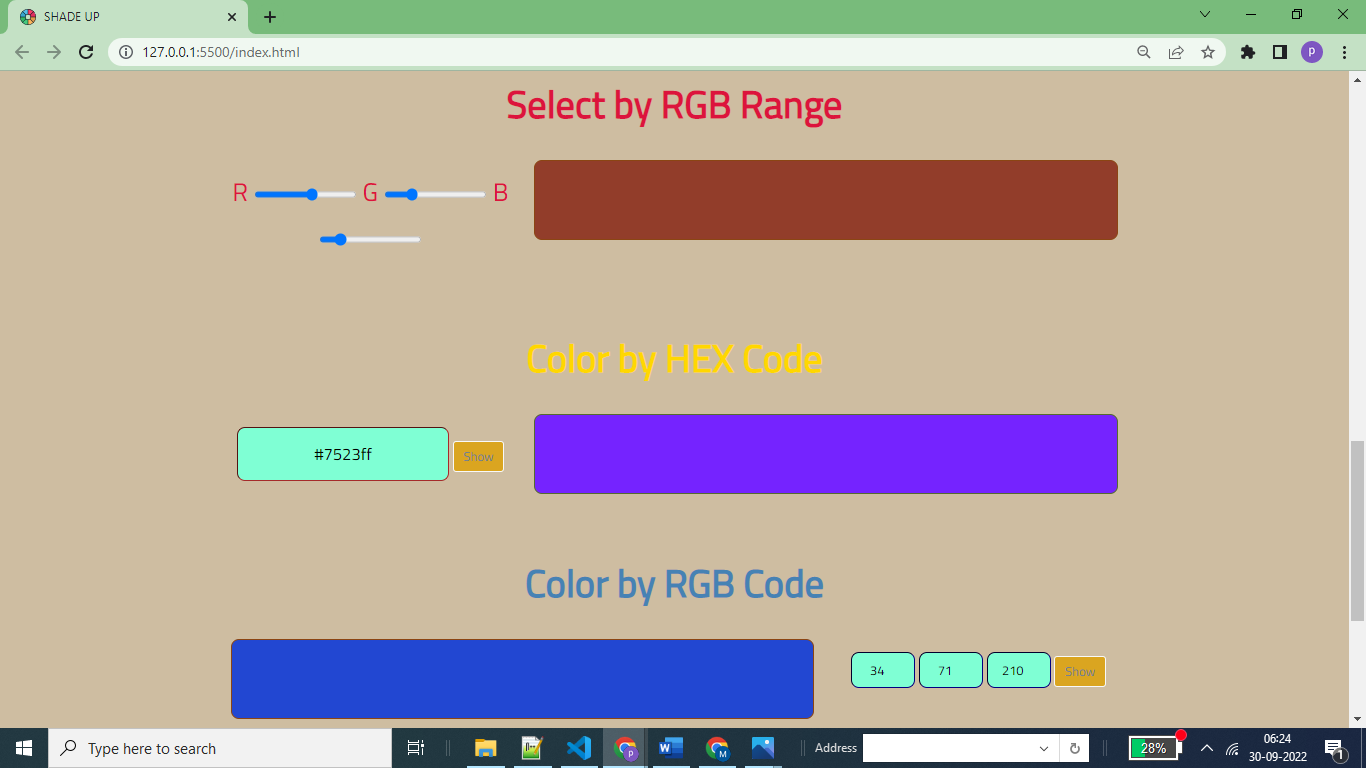 SHADE UP
127.0.0.1:5500/index.html
P
Select by RGB Range
R G B
Color by HEX Code
#7523ff
Show
Color by RGB Code
34 71 210 Show
Type here to search
P
W
M
Address
28%
06:24
30-09-2022
1